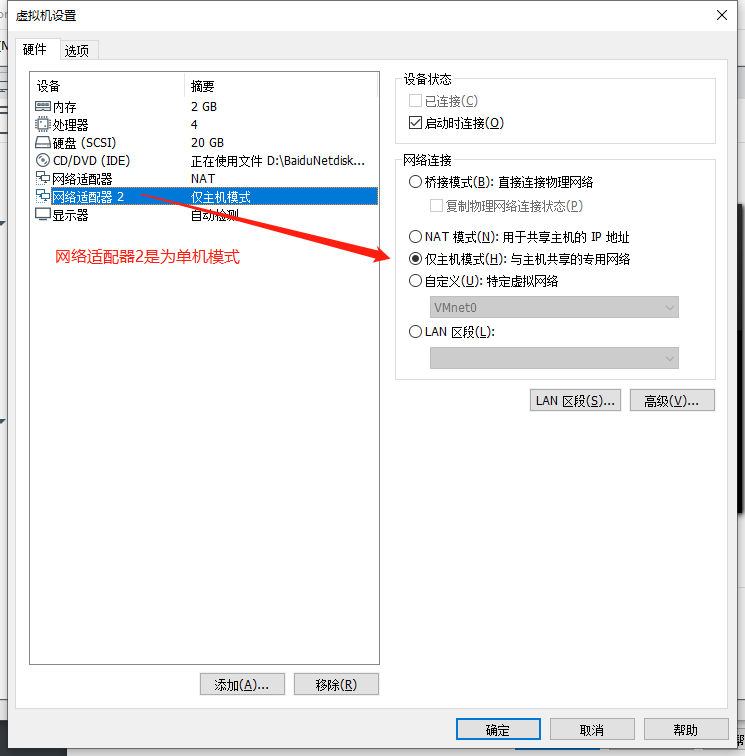 虚拟机设置
硬件 选项
设备 摘要
内存 2 GB
处理器 4
硬盘 (SCSI) 20 GB
CD/DVD (IDE) 正在使用文件 D:\BaiduNetdisk...
网络适配器 NAT
网络适配器 2 仅主机模式
显示器 自动检测
网络适配器2是为单机模式
添加(A)... 移除(R)
设备状态
已连接(C)
启动时连接(O)
网络连接
桥接模式(B): 直接连接物理网络
复制物理网络连接状态(P)
NAT 模式(N): 用于共享主机的 IP 地址
仅主机模式(H): 与主机共享的专用网络
自定义(U): 特定虚拟网络
VMnet0
LAN 区段(L):
LAN 区段(S)... 高级(V)...
确定 取消 帮助